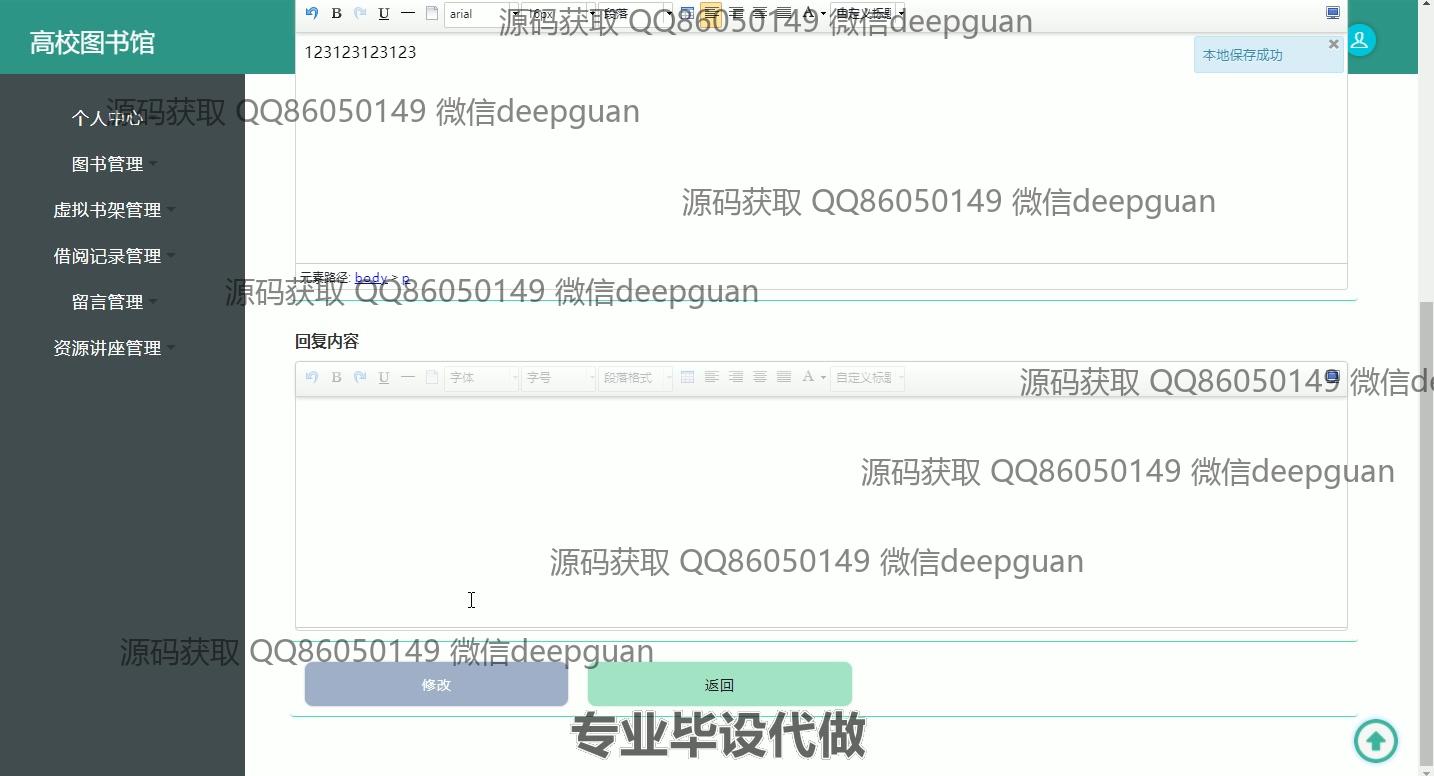 B U arial 16px 段落 A 自定义标题
源码获取 QQ86050149 微信deepguan
高校图书馆
123123123123
本地保存成功
源码获取 QQ86050149 微信deepguan
个人中心
图书管理
源码获取 QQ86050149 微信deepguan
虚拟书架管理
借阅记录管理
元素路径: body > p
源码获取 QQ86050149 微信deepguan
留言管理
回复内容
资源讲座管理
B U 字体 字号 段落格式 A 自定义标题
源码获取 QQ86050149 微信de
源码获取 QQ86050149 微信deepguan
源码获取 QQ86050149 微信deepguan
源码获取 QQ86050149 微信deepguan
修改 返回
专业毕设代做